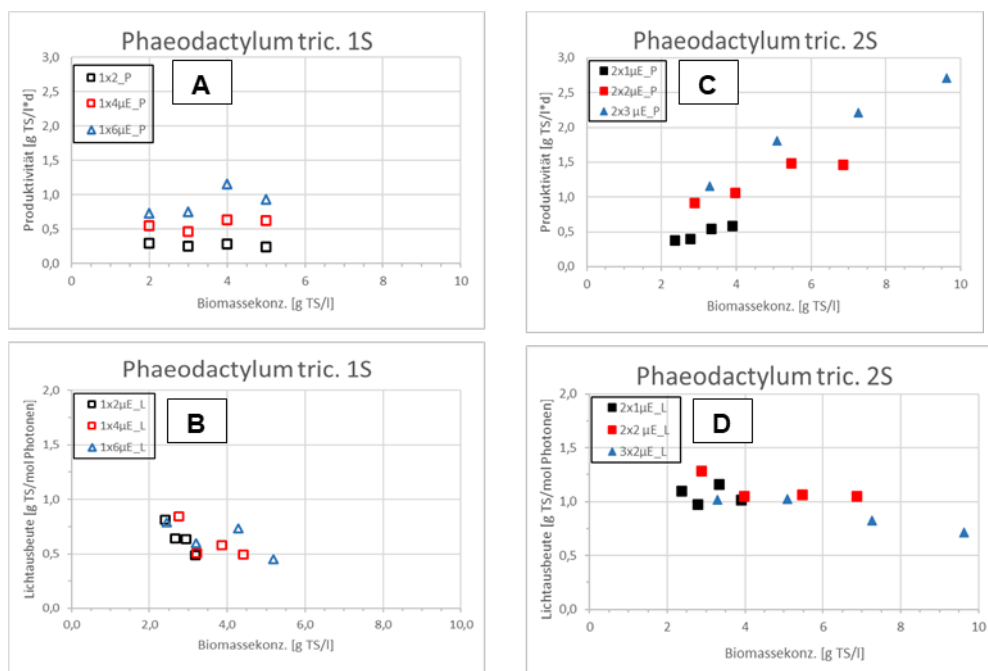 Phaeodactylum tric. 1S
A
1x2_P
1x4µE_P
1x6µE_P
Produktivität [g TS/l*d]
3,0
2,5
2,0
1,5
1,0
0,5
0,0
0 2 4 6 8 10
Biomassekonz. [g TS/l]
Phaeodactylum tric. 2S
C
2x1µE_P
2x2µE_P
2x3 µE_P
Produktivität [g TS/l*d]
3,0
2,5
2,0
1,5
1,0
0,5
0,0
0 2 4 6 8 10
Biomassekonz. [g TS/l]
Phaeodactylum tric. 1S
B
1x2µE_L
1x4µE_L
1x6µE_L
Lichtausbeute [g TS/mol Photonen]
2,0
1,5
1,0
0,5
0,0
0,0 2,0 4,0 6,0 8,0 10,0
Biomassekonz. [g TS/l]
Phaeodactylum tric. 2S
D
2x1µE_L
2x2 µE_L
3x2µE_L
Lichtausbeute [g TS/mol Photonen]
2,0
1,5
1,0
0,5
0,0
0 2 4 6 8 10
Biomassekonz. [g TS/l]